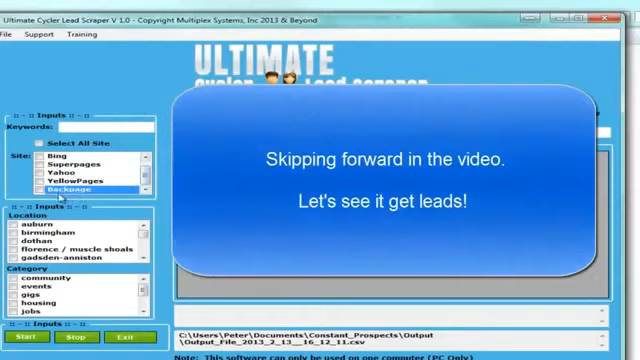 Ultimate Cycler Lead Scraper V 1.0 - Copyright Multiplex Systems, Inc 2013 & Beyond
File Support Training
ULTIMATE
Cycler Lead Scraper
:: - :: Inputs :: - ::
Keywords:
Select All Site
Site:
Bing
Superpages
Yahoo
YellowPages
Backpage
Skipping forward in the video.
Let's see it get leads!
:: - :: Inputs :: - ::
Location
auburn
birmingham
dothan
florence / muscle shoals
gadsden-anniston
Category
community
events
gigs
housing
jobs
:: - :: Inputs :: - ::
Start Stop Exit
C:\Users\Peter\Documents\Constant_Prospects\Output
\Output_File_2013_2_13__16_12_11.csv
Note: This software can only be used on one computer (PC Only)